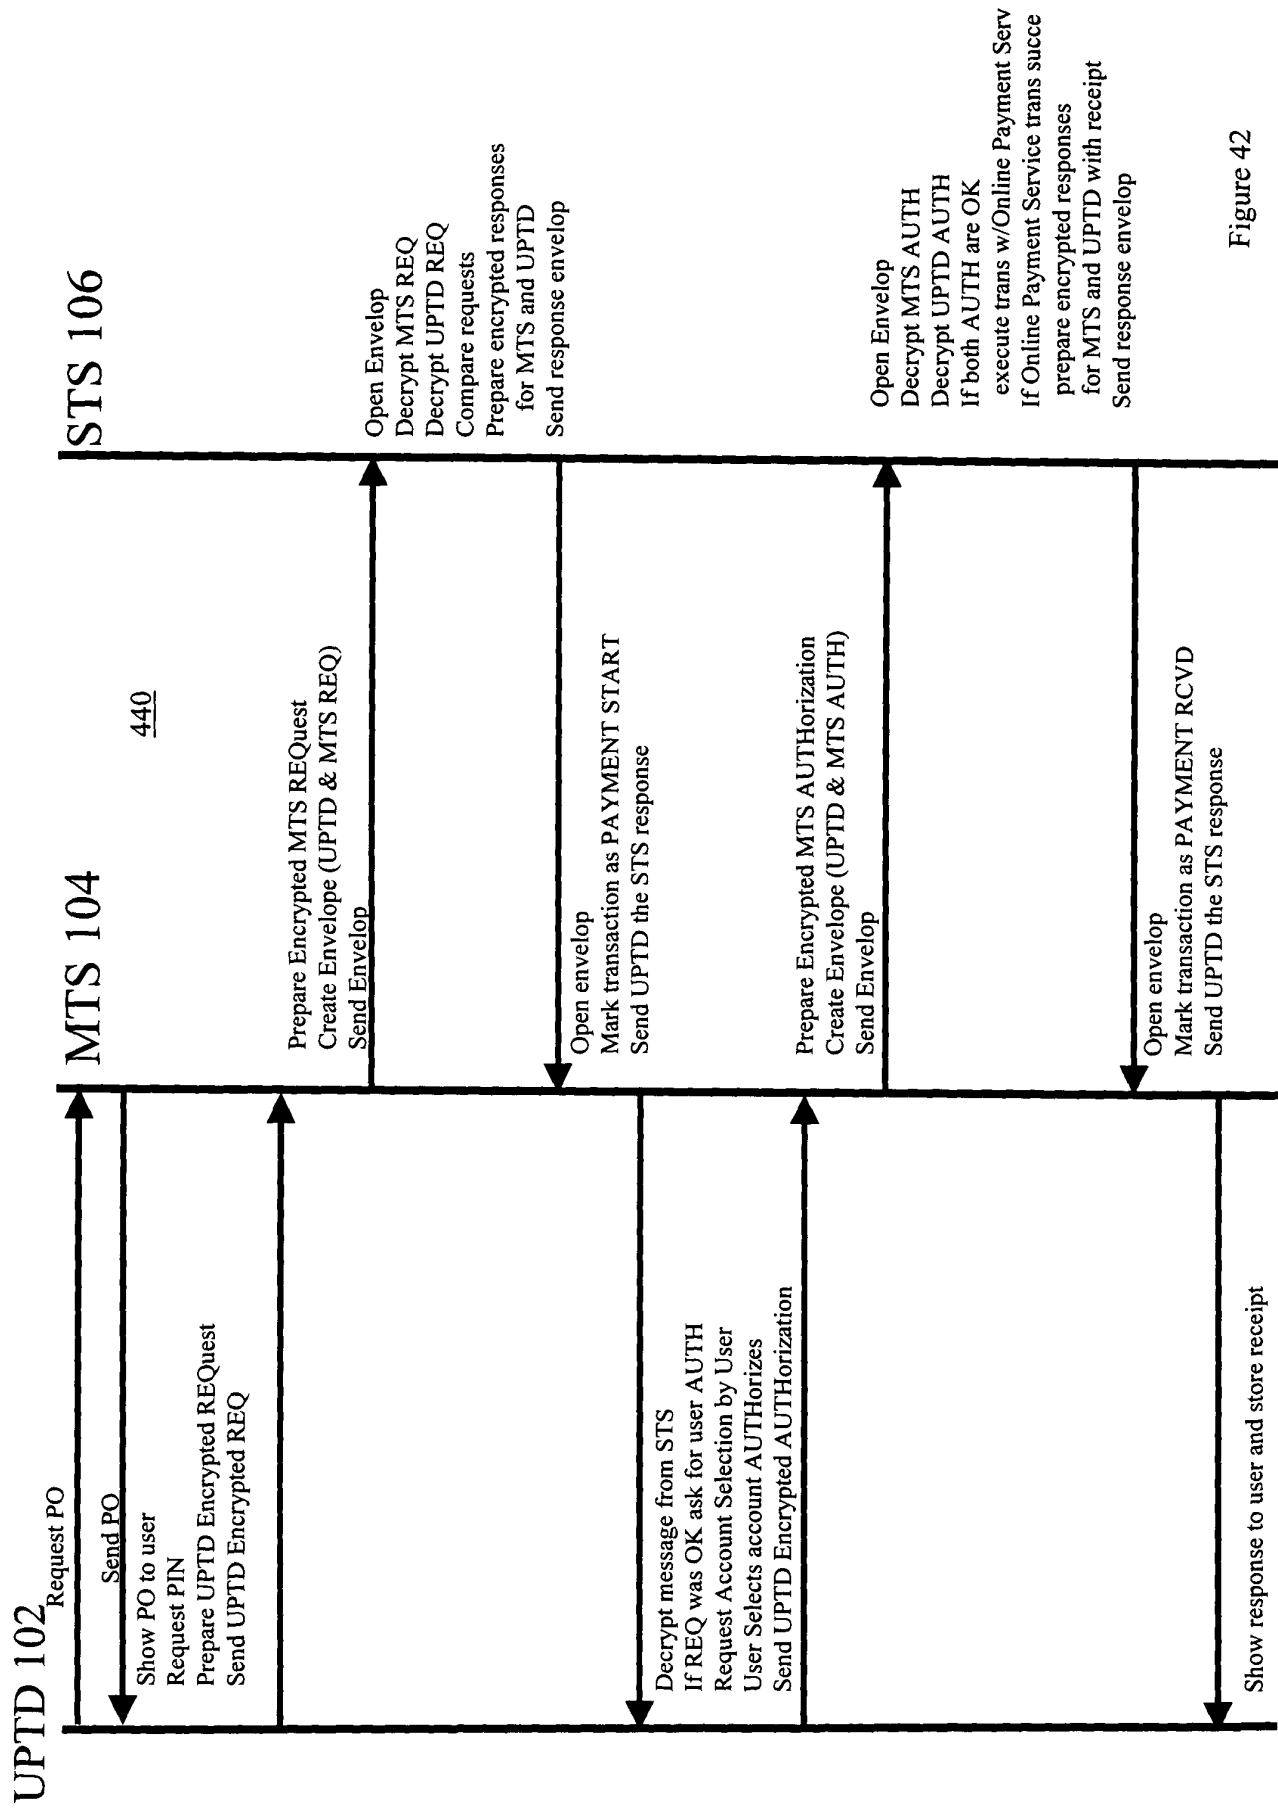 UPTD 102
MTS 104
STS 106
440
Request PO
Send PO
Show PO to user
Request PIN
Prepare UPTD Encrypted REQuest
Send UPTD Encrypted REQ
Prepare Encrypted MTS REQuest
Create Envelope (UPTD & MTS REQ)
Send Envelop
Open Envelop
Decrypt MTS REQ
Decrypt UPTD REQ
Compare requests
Prepare encrypted responses
for MTS and UPTD
Send response envelop
Open envelop
Mark transaction as PAYMENT START
Send UPTD the STS response
Decrypt message from STS
If REQ was OK ask for user AUTH
Request Account Selection by User
User Selects account AUTHorizes
Send UPTD Encrypted AUTHorization
Prepare Encrypted MTS AUTHorization
Create Envelope (UPTD & MTS AUTH)
Send Envelop
Open Envelop
Decrypt MTS AUTH
Decrypt UPTD AUTH
If both AUTH are OK
execute trans w/Online Payment Serv
If Online Payment Service trans succe
prepare encrypted responses
for MTS and UPTD with receipt
Send response envelop
Open envelop
Mark transaction as PAYMENT RCVD
Send UPTD the STS response
Show response to user and store receipt
Figure 42